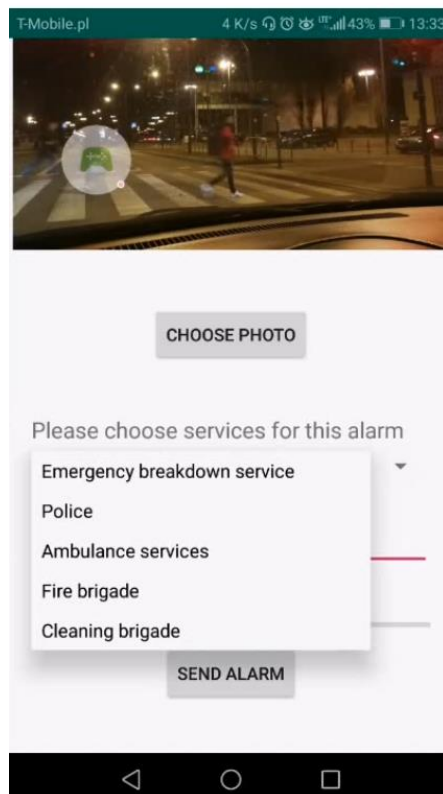 T-Mobile.pl 4 K/s LTE 43% 13:33
CHOOSE PHOTO
Please choose services for this alarm
Emergency breakdown service
Police
Ambulance services
Fire brigade
Cleaning brigade
SEND ALARM